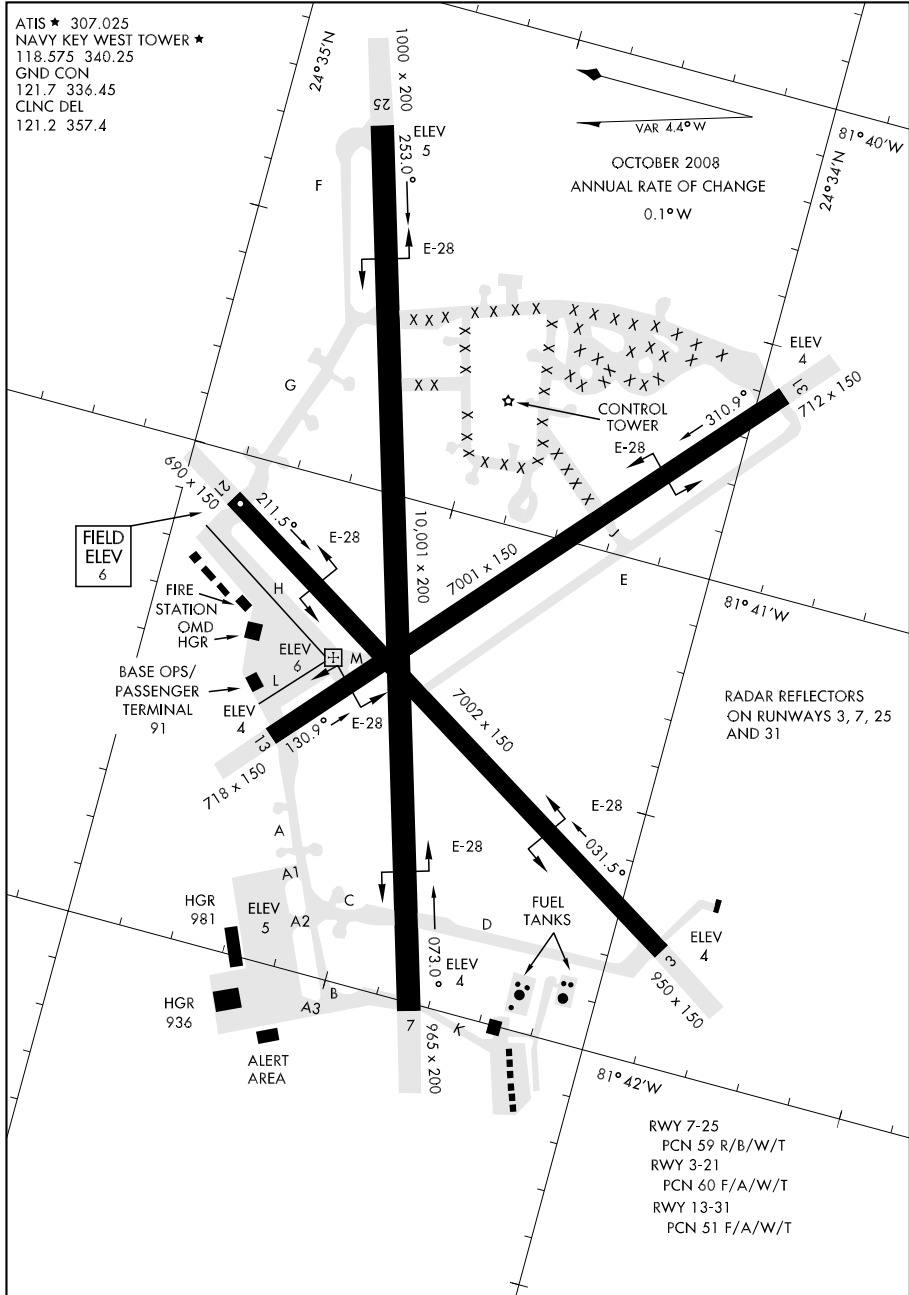 ATIS ★ 307.025
NAVY KEY WEST TOWER ★
118.575 340.25
GND CON
121.7 336.45
CLNC DEL
121.2 357.4
24°35'N
1000 x 200
25
ELEV
5
253.0°
F
E-28
VAR 4.4° W
81°40'W
OCTOBER 2008
ANNUAL RATE OF CHANGE
0.1° W
24°34'N
X X X X X X X
X X X X X X
X X
ELEV
4
31
712 x 150
310.9°
G
CONTROL
TOWER
E-28
690 x 150
21
211.5°
E-28
10,001 x 200
7001 x 150
J
E
81°41'W
FIELD
ELEV
6
H
FIRE
STATION
OMD
HGR
ELEV
6
M
BASE OPS/
PASSENGER
TERMINAL
91
L
ELEV
4
13
130.9°
E-28
718 x 150
7002 x 150
RADAR REFLECTORS
ON RUNWAYS 3, 7, 25
AND 31
E-28
031.5°
A
A1
E-28
HGR
981
ELEV
5
A2
C
D
FUEL
TANKS
ELEV
4
3
950 x 150
073.0°
ELEV
4
HGR
936
A3
B
7
K
965 x 200
ALERT
AREA
81°42'W
RWY 7-25
PCN 59 R/B/W/T
RWY 3-21
PCN 60 F/A/W/T
RWY 13-31
PCN 51 F/A/W/T